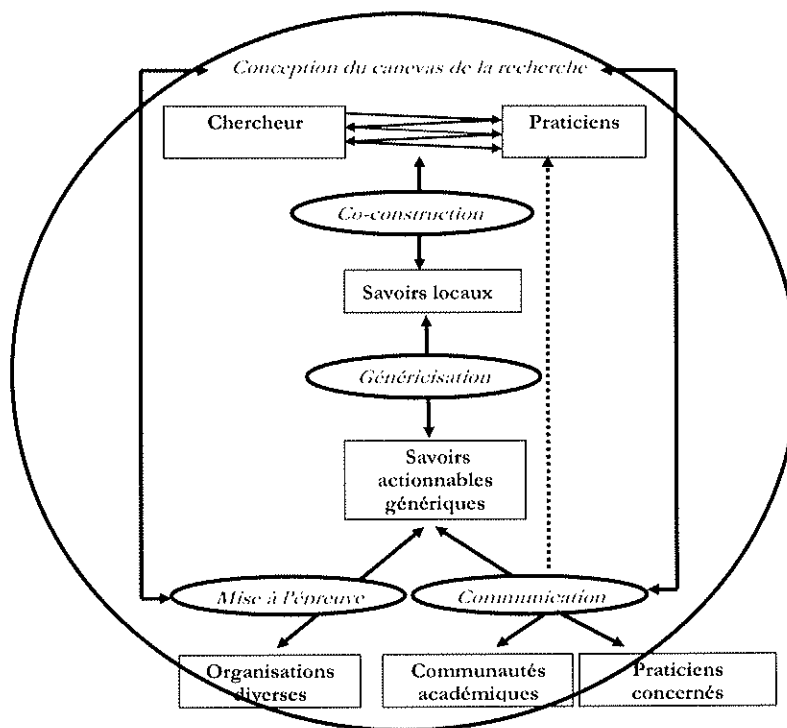 Conception du canevas de la recherche
Chercheur
Praticiens
Co-construction
Savoirs locaux
Généricisation
Savoirs
actionnables
génériques
Mise à l'épreuve
Communication
Organisations
diverses
Communautés
académiques
Praticiens
concernés